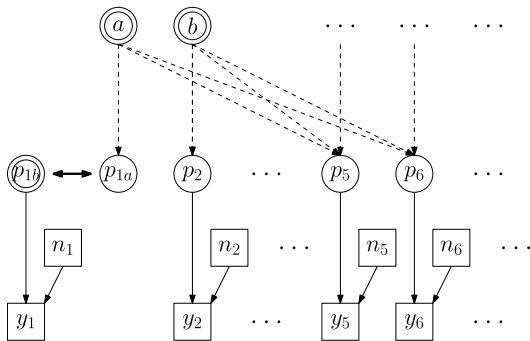 a b ... ... ...
p₁b p₁a p₂ ... p₅ p₆ ...
n₁ n₂ ... n₅ n₆ ...
y₁ y₂ ... y₅ y₆ ...